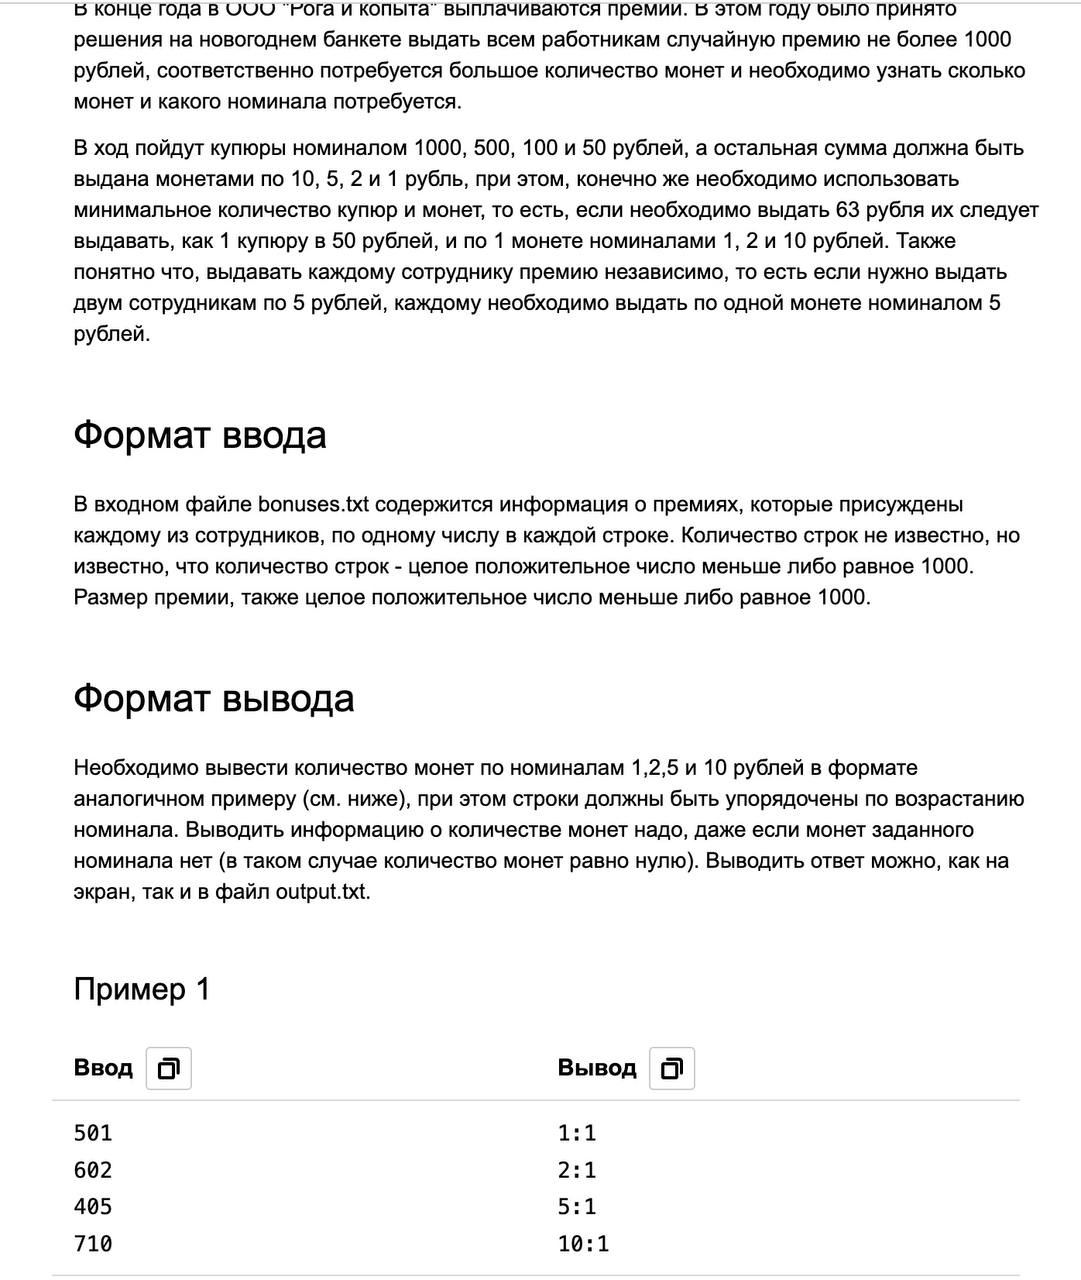 В конце года в ООО "Рога и копыта" выплачиваются премии. В этом году было принято
решения на новогоднем банкете выдать всем работникам случайную премию не более 1000
рублей, соответственно потребуется большое количество монет и необходимо узнать сколько
монет и какого номинала потребуется.
В ход пойдут купюры номиналом 1000, 500, 100 и 50 рублей, а остальная сумма должна быть
выдана монетами по 10, 5, 2 и 1 рубль, при этом, конечно же необходимо использовать
минимальное количество купюр и монет, то есть, если необходимо выдать 63 рубля их следует
выдавать, как 1 купюру в 50 рублей, и по 1 монете номиналами 1, 2 и 10 рублей. Также
понятно что, выдавать каждому сотруднику премию независимо, то есть если нужно выдать
двум сотрудникам по 5 рублей, каждому необходимо выдать по одной монете номиналом 5
рублей.
Формат ввода
В входном файле bonuses.txt содержится информация о премиях, которые присуждены
каждому из сотрудников, по одному числу в каждой строке. Количество строк не известно, но
известно, что количество строк - целое положительное число меньше либо равное 1000.
Размер премии, также целое положительное число меньше либо равное 1000.
Формат вывода
Необходимо вывести количество монет по номиналам 1,2,5 и 10 рублей в формате
аналогичном примеру (см. ниже), при этом строки должны быть упорядочены по возрастанию
номинала. Выводить информацию о количестве монет надо, даже если монет заданного
номинала нет (в таком случае количество монет равно нулю). Выводить ответ можно, как на
экран, так и в файл output.txt.
Пример 1
Ввод Вывод
501 1:1
602 2:1
405 5:1
710 10:1